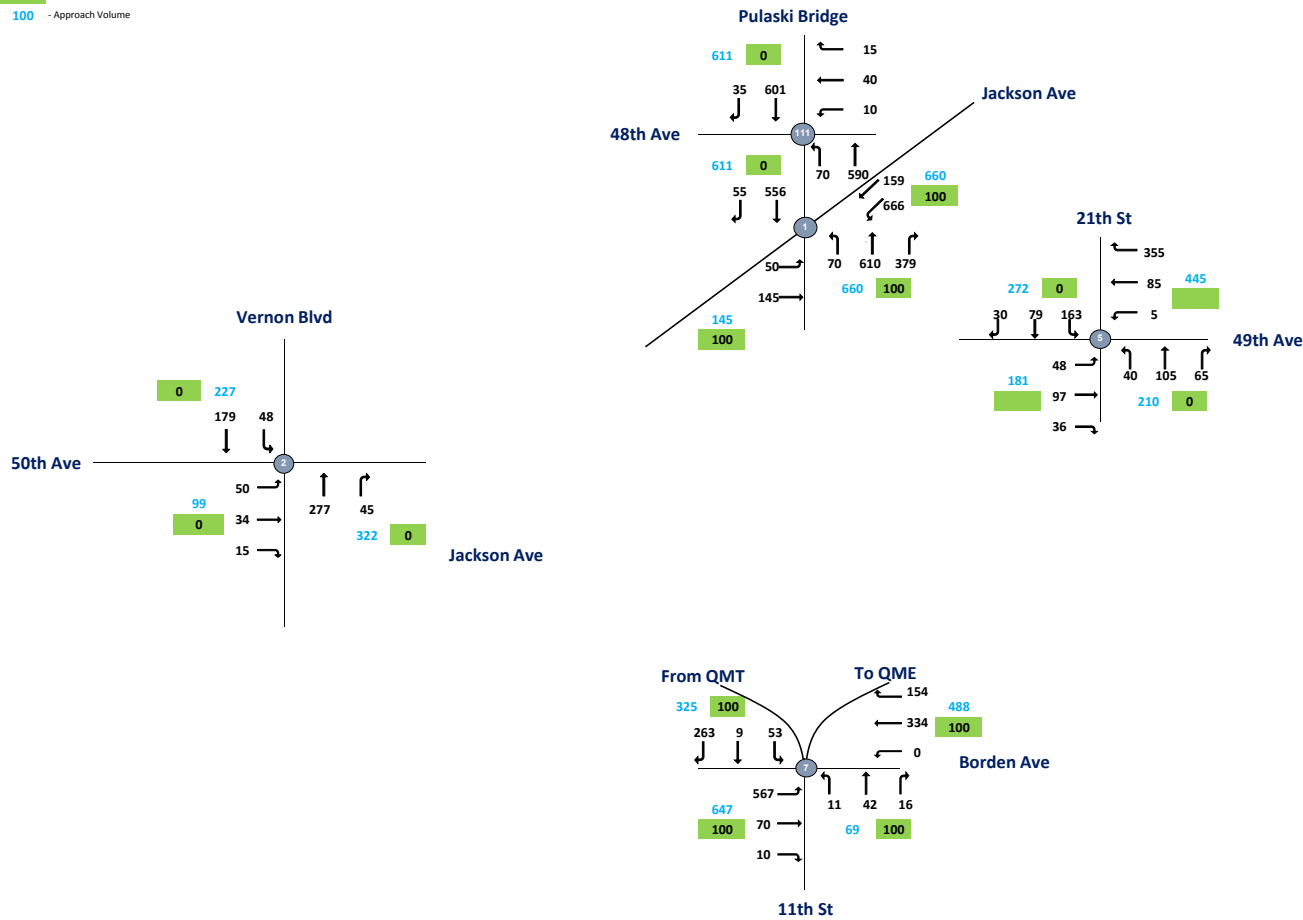 100 - Approach Volume
Pulaski Bridge
611 0
15
35 601
40
10
48th Ave
111
Jackson Ave
611 0
70 590
159
660
100
55 556
666
1
70 610 379
50
660 100
145
145
100
21th St
355
272 0
85
445
30 79 163
5
5
49th Ave
48
40 105 65
181
97
210 0
36
Vernon Blvd
0 227
179 48
50th Ave
2
50
277 45
99
0
34
322 0
15
Jackson Ave
From QMT
To QME
325 100
154
488
100
263 9 53
334
0
Borden Ave
7
567
11 42 16
647
100
70
69 100
10
11th St